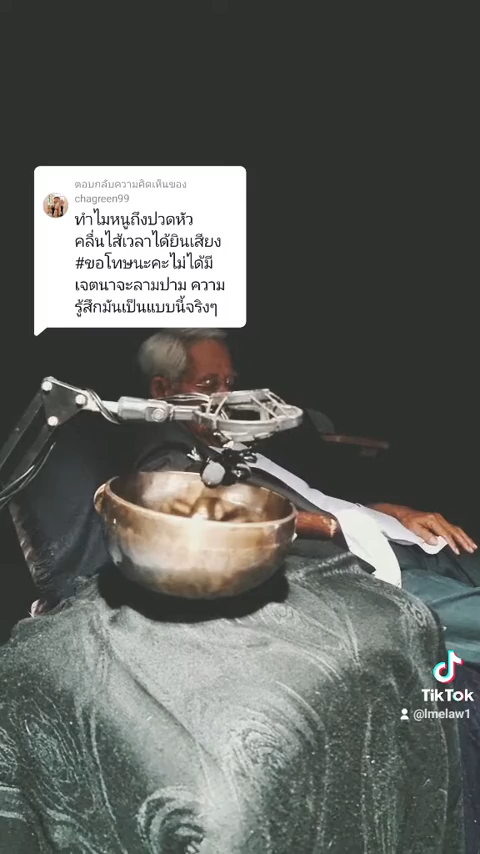 ตอบกลับความคิดเห็นของ
chagreen99
ทำไมหนูถึงปวดหัว
คลื่นไส้เวลาได้ยินเสียง
#ขอโทษนะคะไม่ได้มี
เจตนาจะลามปาม ความ
รู้สึกมันเป็นแบบนี้จริงๆ
TikTok
@lmelaw1